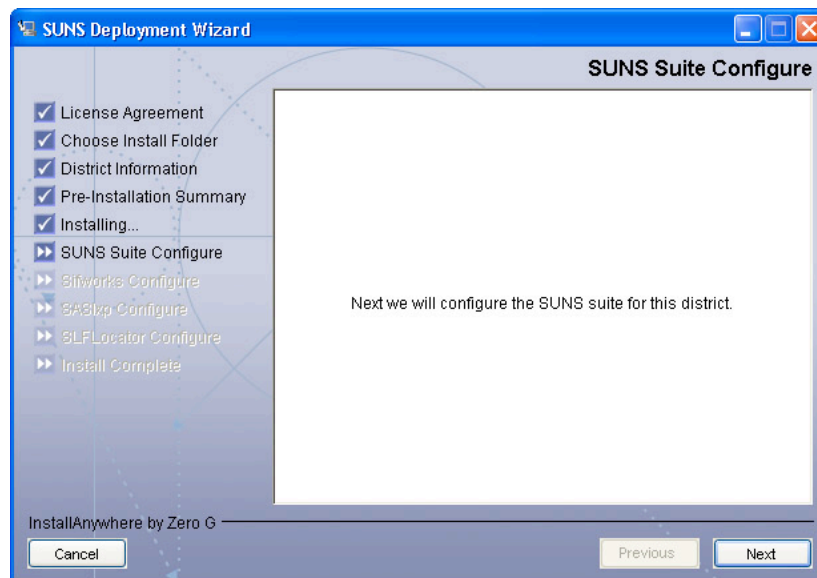 SUNS Deployment Wizard
SUNS Suite Configure
License Agreement
Choose Install Folder
District Information
Pre-Installation Summary
Installing...
SUNS Suite Configure
Sifworks Configure
SASIxp Configure
SLFLocator Configure
Install Complete
Next we will configure the SUNS suite for this district.
InstallAnywhere by Zero G
Cancel
Previous
Next